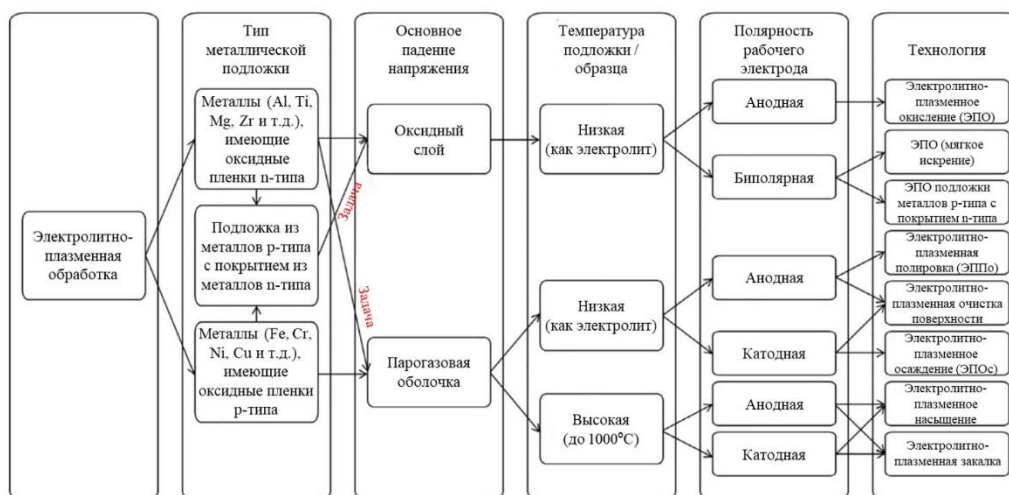 Тип
металлической
подложки
Основное
падение
напряжения
Температура
подложки /
образца
Полярность
рабочего
электрода
Технология
Электролитно-
плазменная
обработка
Металлы (Al, Ti,
Mg, Zr и т.д.),
имеющие
оксидные
пленки n-типа
Подложка из
металлов p-типа
с покрытием из
металлов n-типа
Металлы (Fe, Cr,
Ni, Cu и т.д.),
имеющие
оксидные пленки
p-типа
Задача
Задача
Оксидный
слой
Парогазовая
оболочка
Низкая
(как электролит)
Низкая
(как электролит)
Высокая
(до 1000⁰C)
Анодная
Биполярная
Анодная
Катодная
Анодная
Катодная
Электролитно-
плазменное
окисление (ЭПО)
ЭПО (мягкое
искрение)
ЭПО подложки
металлов p-типа с
покрытием n-типа
Электролитно-
плазменная
полировка (ЭППо)
Электролитно-
плазменная очистка
поверхности
Электролитно-
плазменное
осаждение (ЭПОс)
Электролитно-
плазменное
насыщение
Электролитно-
плазменная закалка